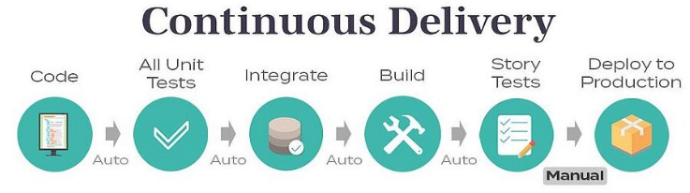 Continuous Delivery
Code
All Unit
Tests
Integrate
Build
Story
Tests
Deploy to
Production
Auto
Auto
Auto
Auto
Manual